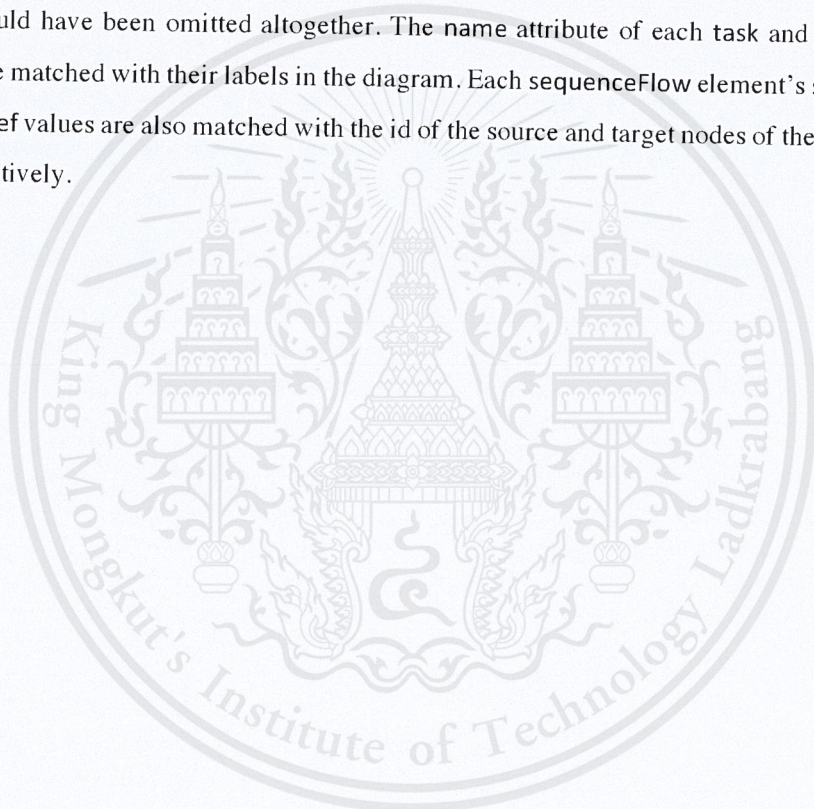 uld have been omitted altogether. The name attribute of each task and
e matched with their labels in the diagram. Each sequenceFlow element's s
ef values are also matched with the id of the source and target nodes of the
tively.
King Mongkut's Institute of Technology Ladkrabang